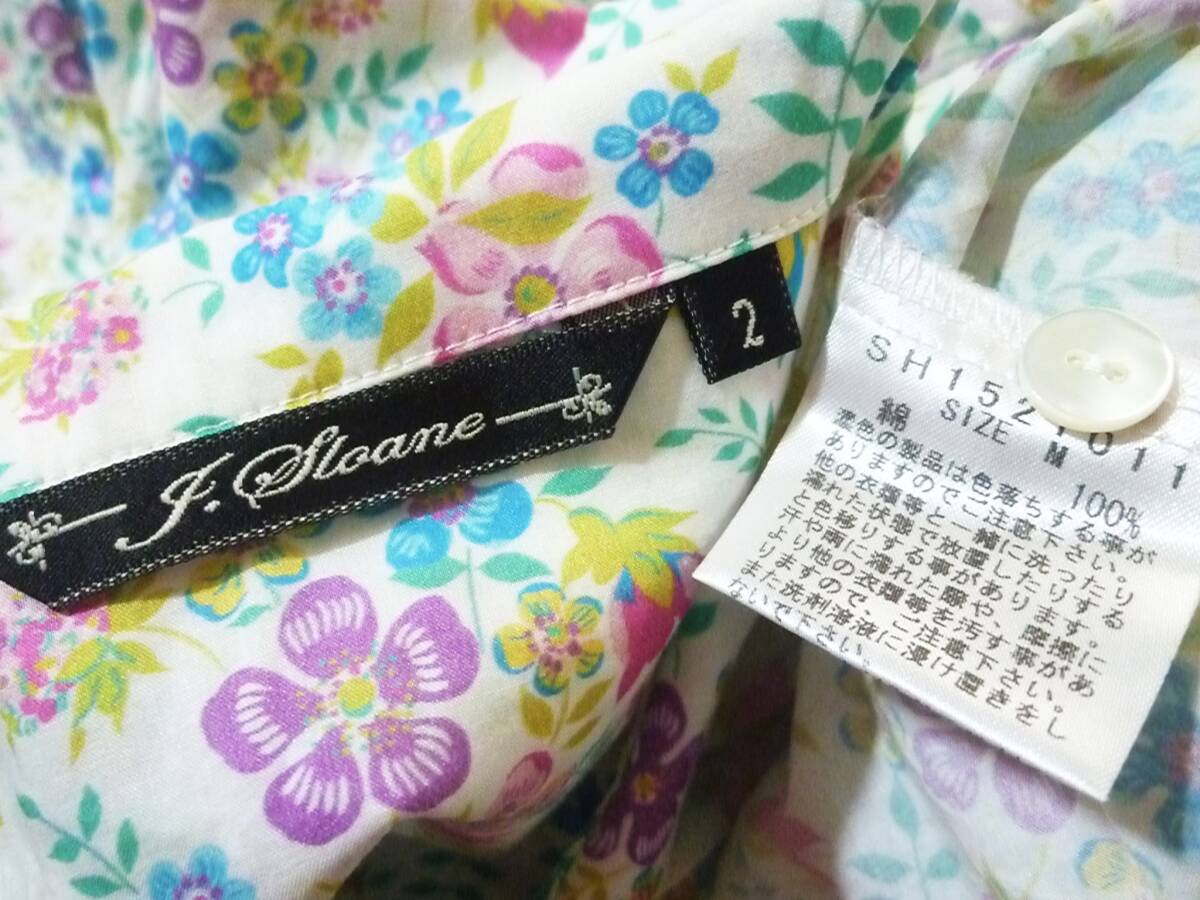 J. Sloane
2
SH152
011
SIZE M
綿 100%
濃色の製品は色落ちする事が
ありますのでご注意下さい。
他の衣類等と一緒に洗ったり
濡れた状態で放置したりする
と色移りする事があります。
汗や雨に濡れた際や、摩擦に
より他の衣類等を汚す事があ
りますので、ご注意下さい。
また洗剤溶液に浸け置きをし
ないで下さい。